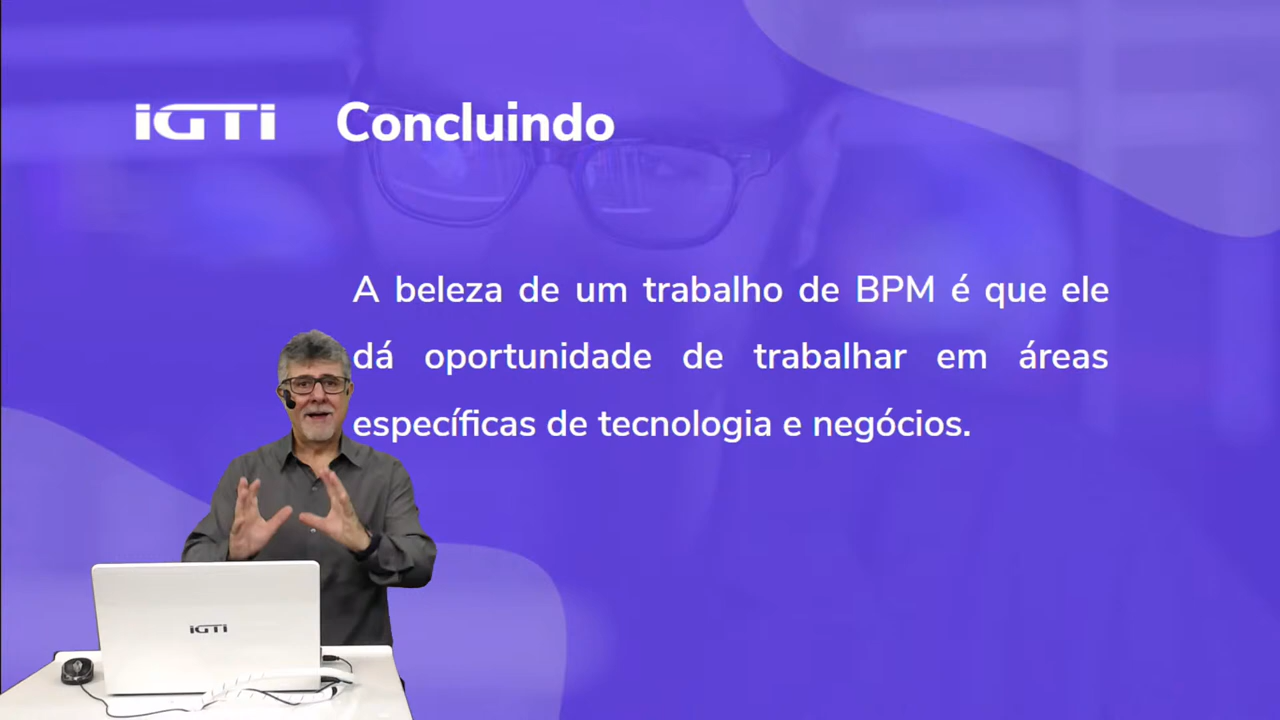 iGTi
Concluindo
A beleza de um trabalho de BPM é que ele
dá oportunidade de trabalhar em áreas
específicas de tecnologia e negócios.
iGTi